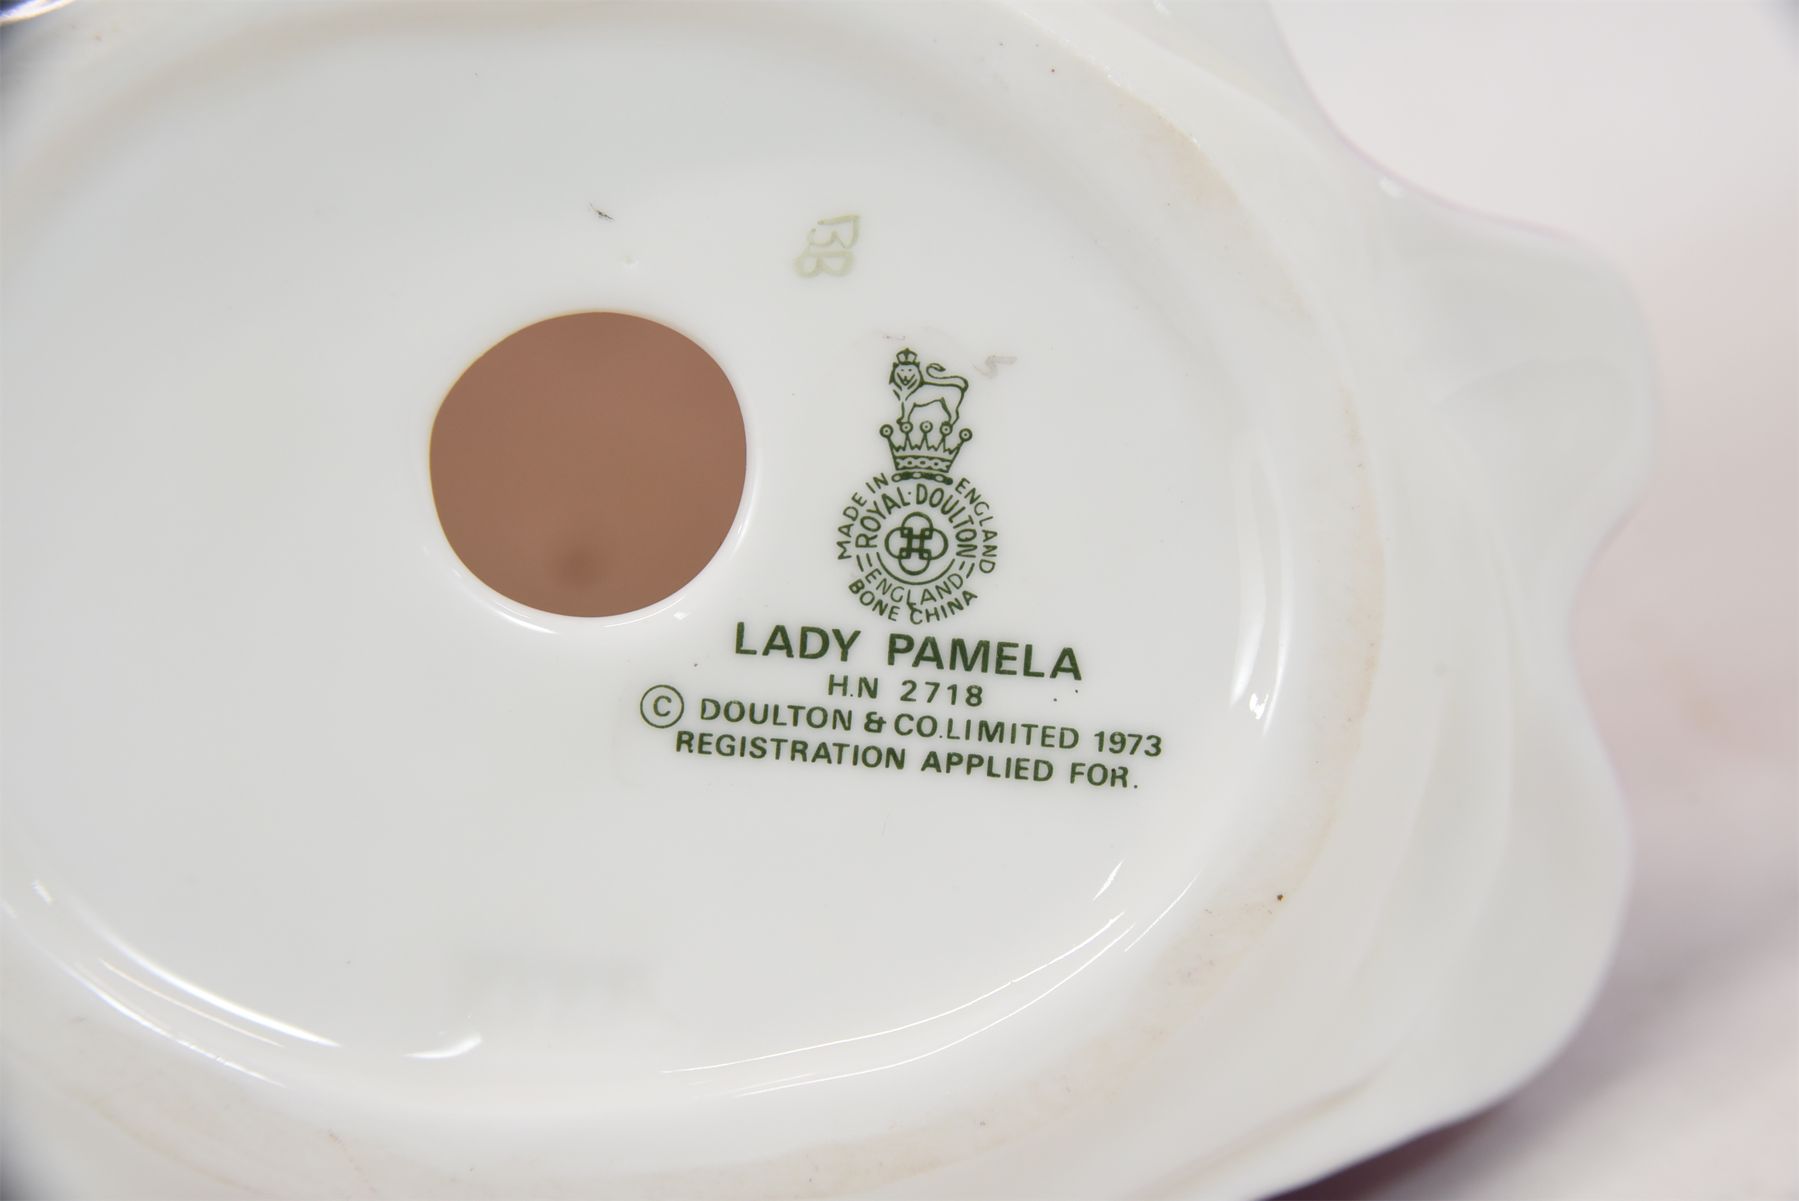 MADE IN ENGLAND
ROYAL·DOULTON
ENGLAND
BONE CHINA
LADY PAMELA
H.N 2718
© DOULTON & CO.LIMITED 1973
REGISTRATION APPLIED FOR.